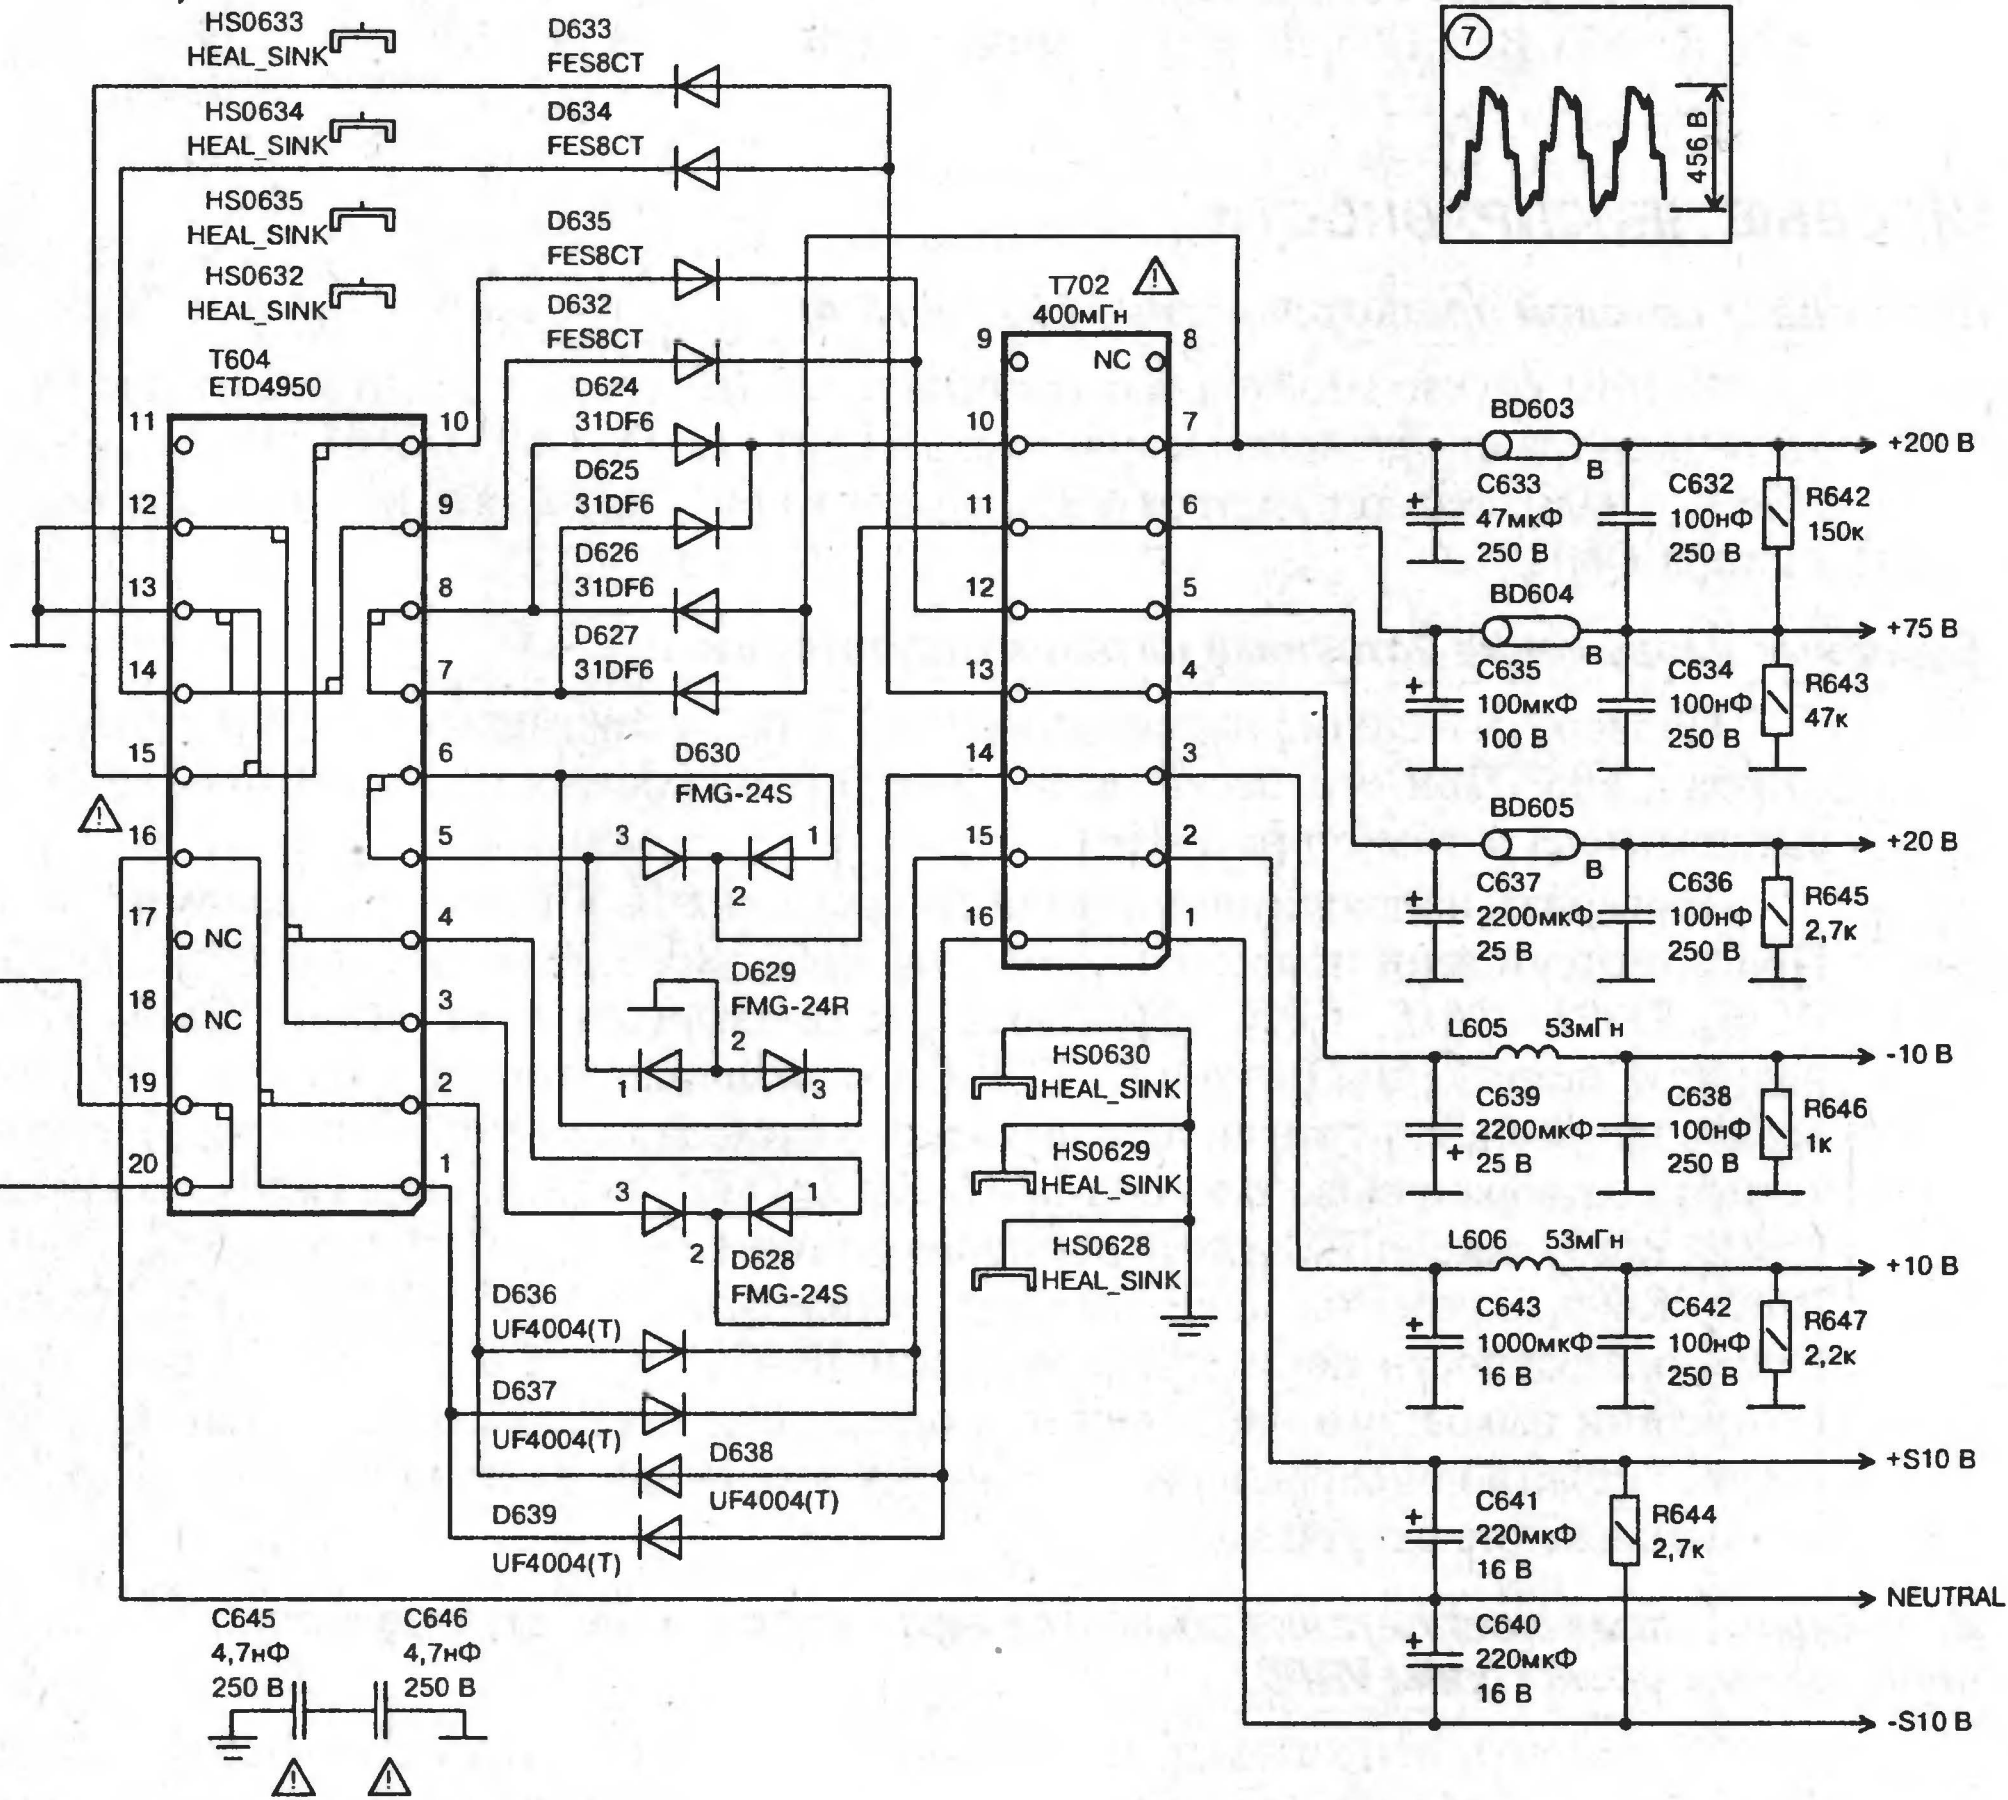 HS0633
HEAL_SINK
HS0634
HEAL_SINK
HS0635
HEAL_SINK
HS0632
HEAL_SINK
T604
ETD4950
11
12
13
14
15
16
17
NC
18
NC
19
20
10
9
8
7
6
5
4
3
2
1
D633
FES8CT
D634
FES8CT
D635
FES8CT
D632
FES8CT
D624
31DF6
D625
31DF6
D626
31DF6
D627
31DF6
D630
FMG-24S
3
1
2
D629
FMG-24R
2
1
3
3
1
2
D628
FMG-24S
D636
UF4004(T)
D637
UF4004(T)
D638
UF4004(T)
D639
UF4004(T)
C645
4,7нФ
250 В
C646
4,7нФ
250 В
T702
400мГн
9
NC
8
10
7
11
6
12
5
13
4
14
3
15
2
16
1
HS0630
HEAL_SINK
HS0629
HEAL_SINK
HS0628
HEAL_SINK
7
456 В
BD603
В
+200 В
C633
47мкФ
250 В
C632
100нФ
250 В
R642
150к
BD604
В
+75 В
C635
100мкФ
100 В
C634
100нФ
250 В
R643
47к
BD605
В
+20 В
C637
2200мкФ
25 В
C636
100нФ
250 В
R645
2,7к
L605 53мГн
-10 В
C639
2200мкФ
25 В
C638
100нФ
250 В
R646
1к
L606 53мГн
+10 В
C643
1000мкФ
16 В
C642
100нФ
250 В
R647
2,2к
+S10 В
C641
220мкФ
16 В
R644
2,7к
NEUTRAL
C640
220мкФ
16 В
-S10 В